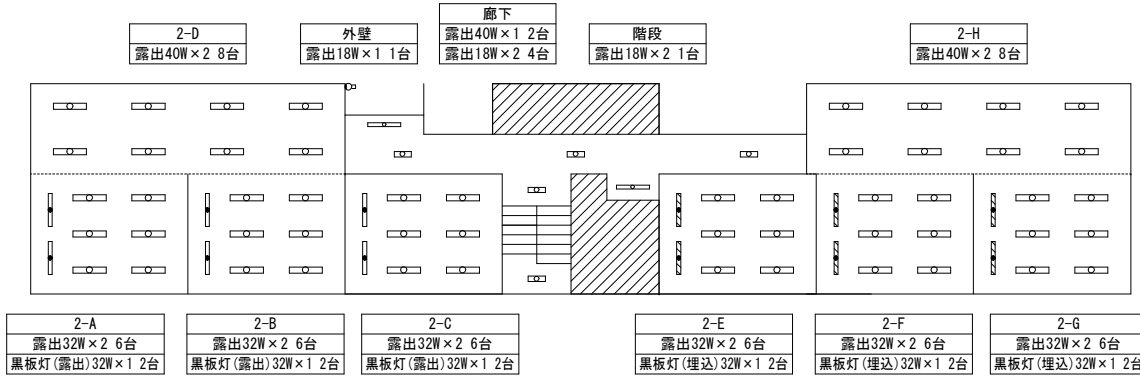 2-D
露出40W×2 8台
外壁
露出18W×1 1台
廊下
露出40W×1 2台
露出18W×2 4台
階段
露出18W×2 1台
2-H
露出40W×2 8台
2-A
露出32W×2 6台
黒板灯(露出)32W×1 2台
2-B
露出32W×2 6台
黒板灯(露出)32W×1 2台
2-C
露出32W×2 6台
黒板灯(露出)32W×1 2台
2-E
露出32W×2 6台
黒板灯(埋込)32W×1 2台
2-F
露出32W×2 6台
黒板灯(埋込)32W×1 2台
2-G
露出32W×2 6台
黒板灯(埋込)32W×1 2台